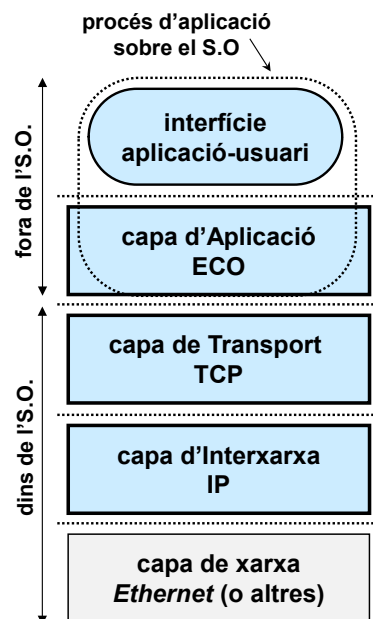 procés d’aplicació
sobre el S.O
fora de l’S.O.
interfície
aplicació-usuari
capa d’Aplicació
ECO
dins de l’S.O.
capa de Transport
TCP
capa d’Interxarxa
IP
capa de xarxa
Ethernet (o altres)